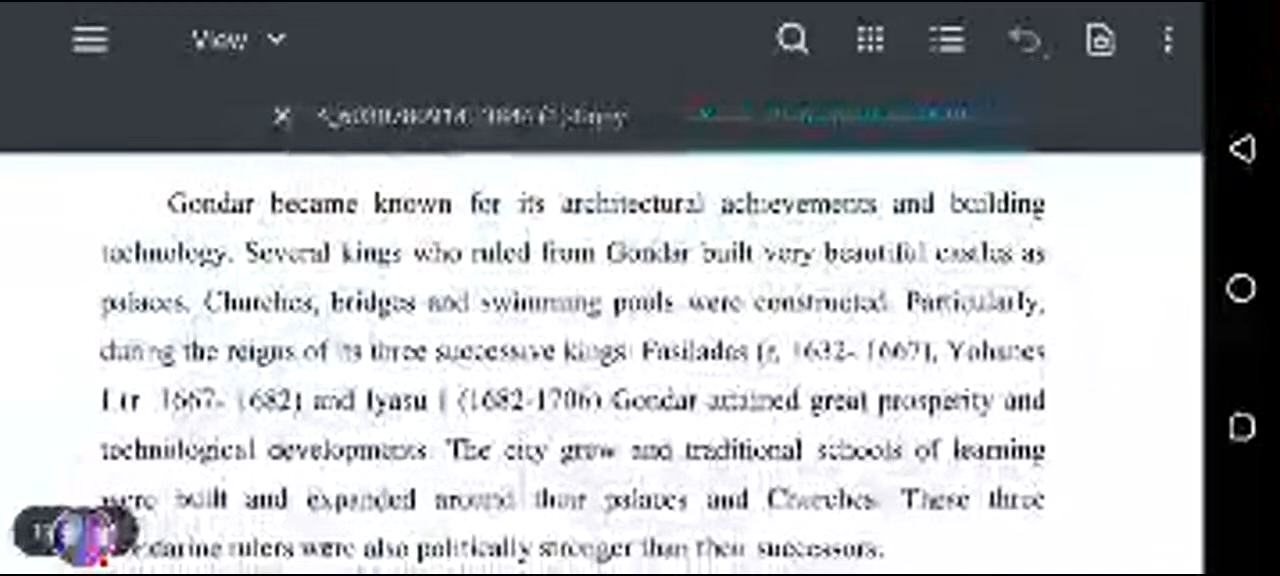 View
Gondar became known for its architectural achievements and building
technology. Several kings who ruled from Gondar built very beautiful castles as
palaces. Churches, bridges and swimming pools were constructed. Particularly,
during the reigns of its three successive kings: Fasilados (r. 1632- 1667), Yohanes
I (r. 1667- 1682) and Iyasu I (1682-1706) Gondar attained great prosperity and
technological developments. The city grew and traditional schools of learning
were built and expanded around their palaces and Churches. These three
rulers were also politically stronger than their successors.